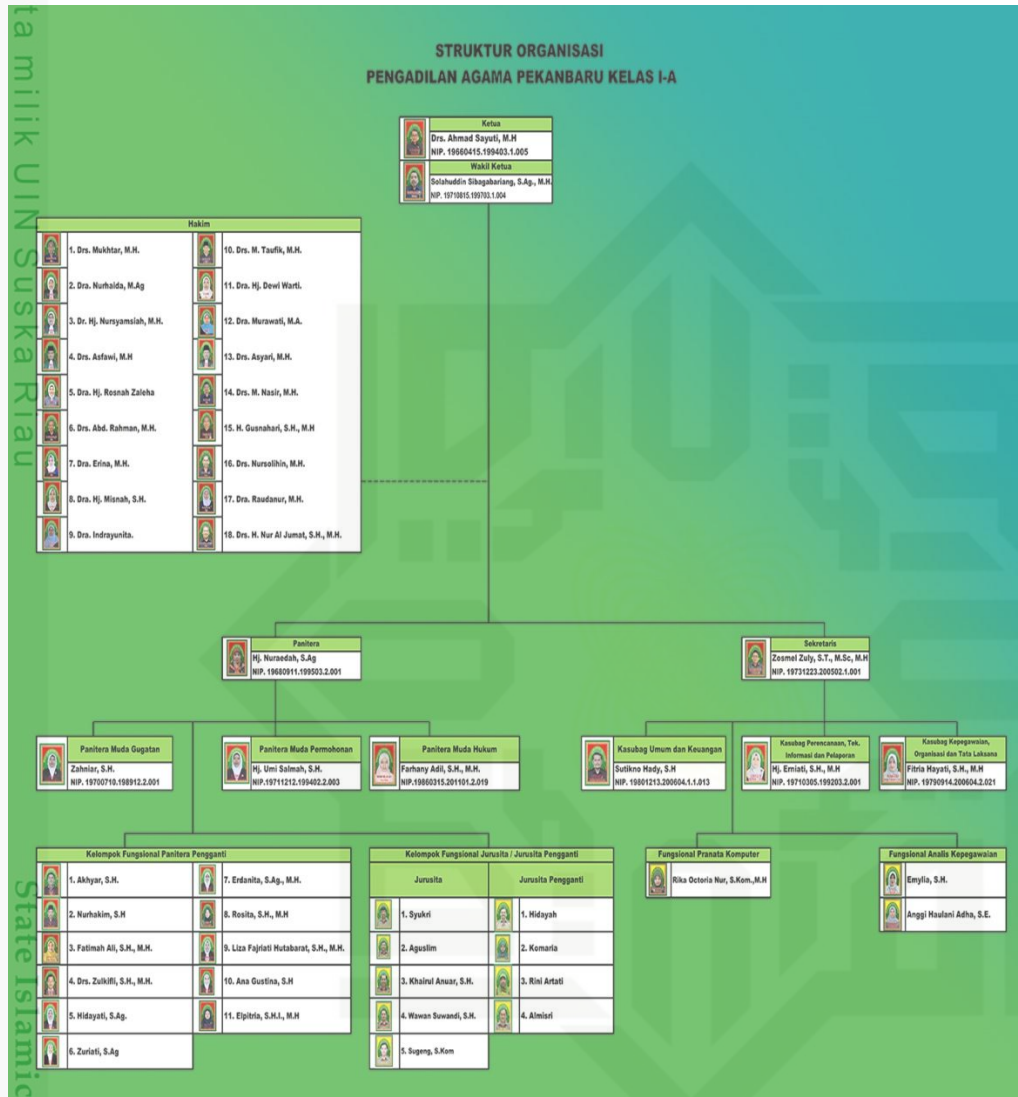 STRUKTUR ORGANISASI
PENGADILAN AGAMA PEKANBARU KELAS I-A
Ketua
Drs. Ahmad Sayuti, M.H
NIP. 19660415.199403.1.005
Wakil Ketua
Solahuddin Sibagabariang, S.Ag., M.H.
NIP. 19710815.199703.1.004
Hakim
1. Drs. Mukhtar, M.H.
2. Dra. Nurhaida, M.Ag
3. Dr. Hj. Nursyamsiah, M.H.
4. Drs. Asfawi, M.H
5. Dra. Hj. Rosnah Zaleha
6. Drs. Abd. Rahman, M.H.
7. Dra. Erina, M.H.
8. Dra. Hj. Misnah, S.H.
9. Dra. Indrayunita.
10. Drs. M. Taufik, M.H.
11. Dra. Hj. Dewi Warti.
12. Dra. Murawati, M.A.
13. Drs. Asyari, M.H.
14. Drs. M. Nasir, M.H.
15. H. Gusnahari, S.H., M.H
16. Drs. Nursolihin, M.H.
17. Dra. Raudanur, M.H.
18. Drs. H. Nur Al Jumat, S.H., M.H.
Panitera
Hj. Nuraedah, S.Ag
NIP. 19680911.199503.2.001
Sekretaris
Zesmel Zuly, S.T., M.Sc, M.H
NIP. 19731223.200502.1.001
Panitera Muda Gugatan
Zahniar, S.H.
NIP. 19700710.198912.2.001
Panitera Muda Permohonan
Hj. Umi Salmah, S.H.
NIP.19711212.199402.2.003
Panitera Muda Hukum
Farhany Adil, S.H., M.H.
NIP.19860315.201101.2.019
Kasubag Umum dan Keuangan
Sutikno Hady, S.H
NIP. 19801213.200604.1.1.013
Kasubag Perencanaan, Tek.
Informasi dan Pelaporan
Hj. Erniati, S.H., M.H
NIP. 19710305.199203.2.001
Kasubag Kepegawaian,
Organisasi dan Tata Laksana
Fitria Hayati, S.H., M.H
NIP. 19790914.200604.2.021
Kelompok Fungsional Panitera Pengganti
1. Akhyar, S.H.
2. Nurhakim, S.H
3. Fatimah Ali, S.H., M.H.
4. Drs. Zulkifli, S.H., M.H.
5. Hidayati, S.Ag.
6. Zuriati, S.Ag
7. Erdanita, S.Ag., M.H.
8. Rosita, S.H., M.H
9. Liza Fajriati Hutabarat, S.H., M.H.
10. Ana Gustina, S.H
11. Elpitria, S.H.I., M.H
Kelompok Fungsional Jurusita / Jurusita Pengganti
Jurusita
1. Syukri
2. Aguslim
3. Khairul Anuar, S.H.
4. Wawan Suwandi, S.H.
5. Sugeng, S.Kom
Jurusita Pengganti
1. Hidayah
2. Komaria
3. Rini Artati
4. Almisri
Fungsional Pranata Komputer
Rika Octoria Nur, S.Kom.,M.H
Fungsional Analis Kepegawaian
Emylia, S.H.
Anggi Haulani Adha, S.E.
ta milik UIN Suska Riau
State Islamic